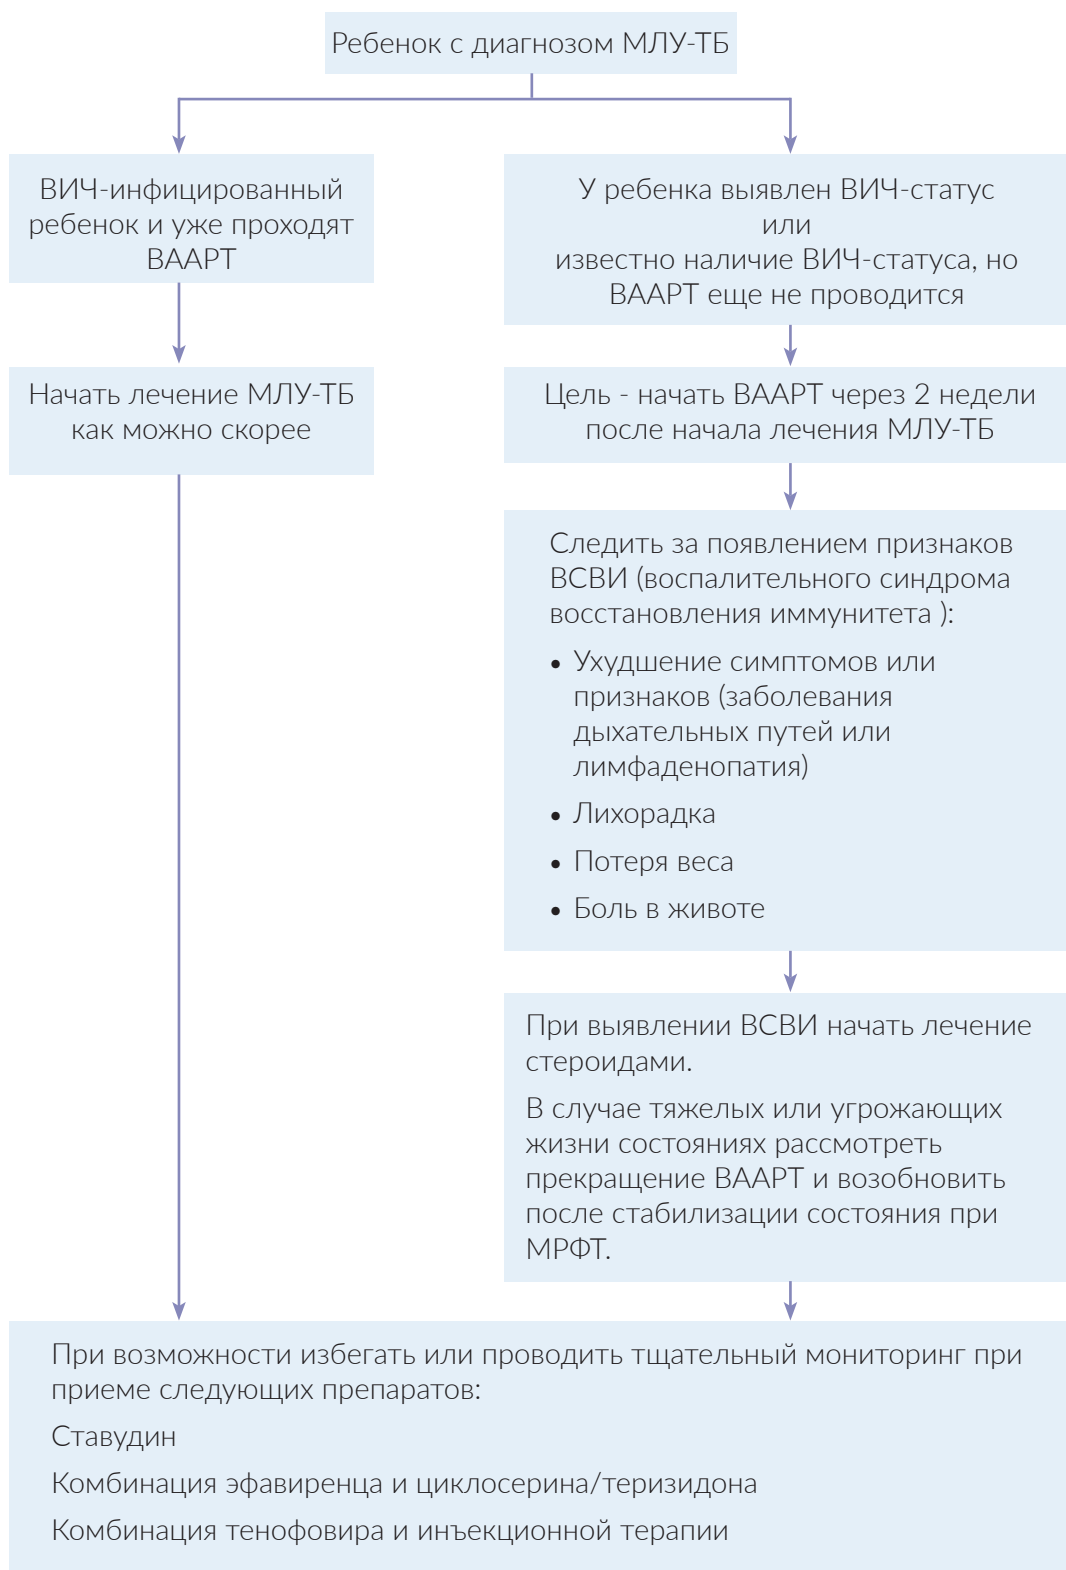 Ребенок с диагнозом МЛУ-ТБ
ВИЧ-инфицированный
ребенок и уже проходят
ВААРТ
У ребенка выявлен ВИЧ-статус
или
известно наличие ВИЧ-статуса, но
ВААРТ еще не проводится
Начать лечение МЛУ-ТБ
как можно скорее
Цель - начать ВААРТ через 2 недели
после начала лечения МЛУ-ТБ
Следить за появлением признаков
ВСВИ (воспалительного синдрома
восстановления иммунитета ):
• Ухудшение симптомов или
признаков (заболевания
дыхательных путей или
лимфаденопатия)
• Лихорадка
• Потеря веса
• Боль в животе
При выявлении ВСВИ начать лечение
стероидами.
В случае тяжелых или угрожающих
жизни состояниях рассмотреть
прекращение ВААРТ и возобновить
после стабилизации состояния при
МРФТ.
При возможности избегать или проводить тщательный мониторинг при
приеме следующих препаратов:
Ставудин
Комбинация эфавиренца и циклосерина/теризидона
Комбинация тенофовира и инъекционной терапии